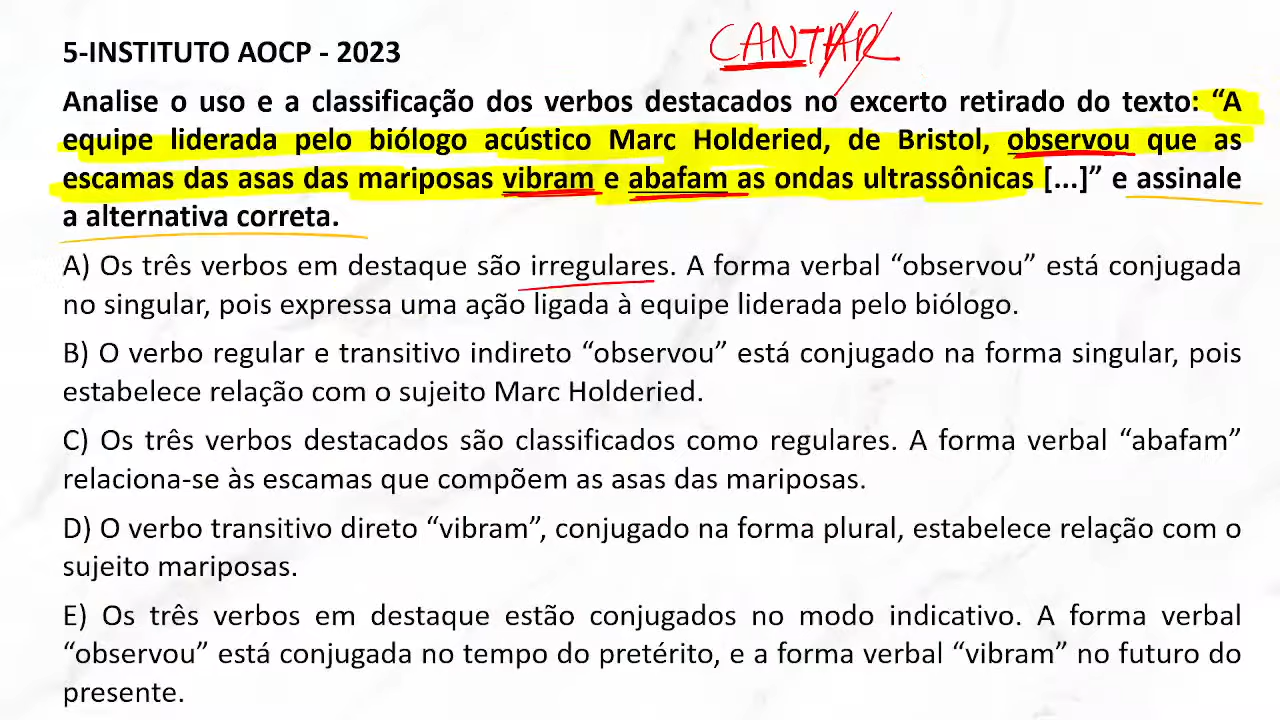 5-INSTITUTO AOCP - 2023
CANTAR
Analise o uso e a classificação dos verbos destacados no excerto retirado do texto: “A
equipe liderada pelo biólogo acústico Marc Holderied, de Bristol, observou que as
escamas das asas das mariposas vibram e abafam as ondas ultrassônicas [...]” e assinale
a alternativa correta.
A) Os três verbos em destaque são irregulares. A forma verbal “observou” está conjugada
no singular, pois expressa uma ação ligada à equipe liderada pelo biólogo.
B) O verbo regular e transitivo indireto “observou” está conjugado na forma singular, pois
estabelece relação com o sujeito Marc Holderied.
C) Os três verbos destacados são classificados como regulares. A forma verbal “abafam”
relaciona-se às escamas que compõem as asas das mariposas.
D) O verbo transitivo direto “vibram”, conjugado na forma plural, estabelece relação com o
sujeito mariposas.
E) Os três verbos em destaque estão conjugados no modo indicativo. A forma verbal
“observou” está conjugada no tempo do pretérito, e a forma verbal “vibram” no futuro do
presente.